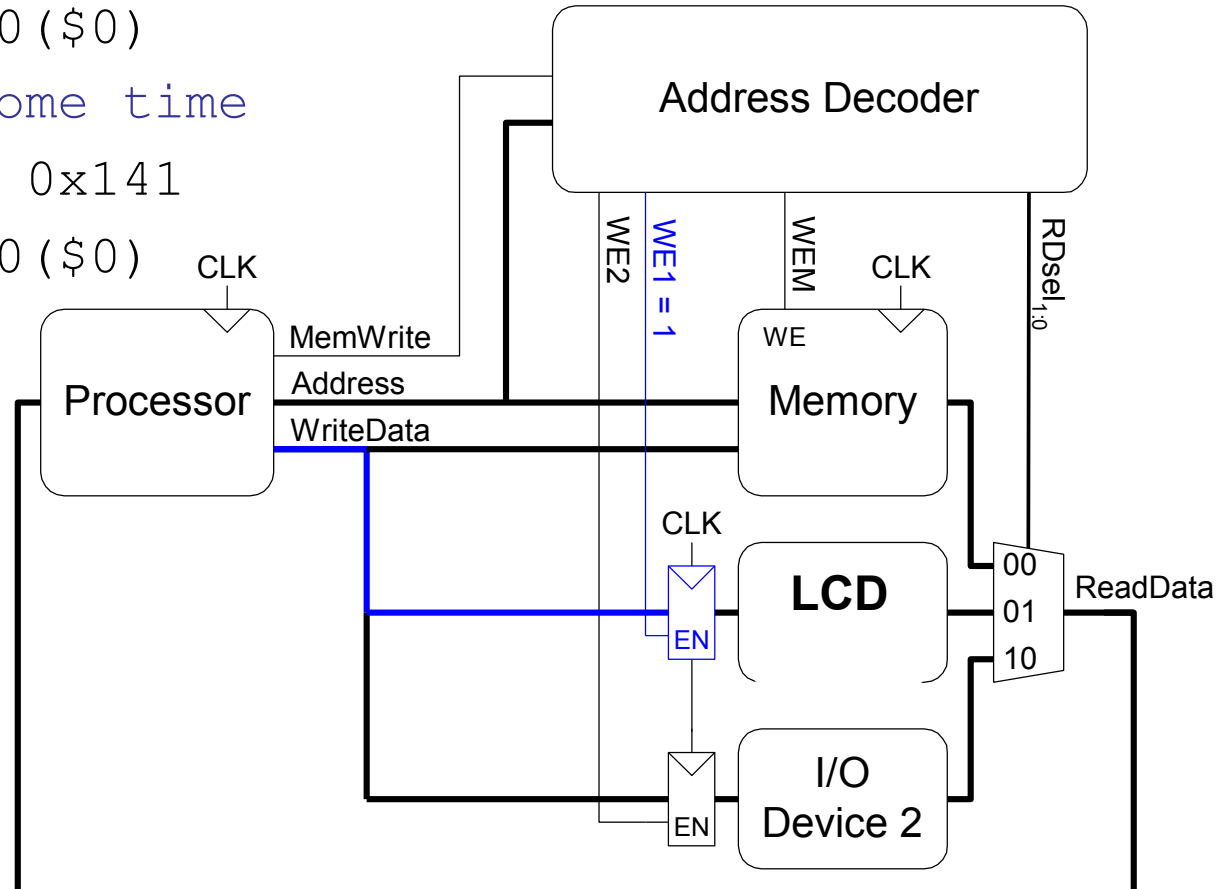 0($0)
ome time
0x141
0($0)
Address Decoder
WE2
WE1 = 1
WEM
RDsel1:0
CLK
CLK
MemWrite
Address
WriteData
Processor
WE
Memory
CLK
EN
LCD
00
01
10
ReadData
EN
I/O
Device 2